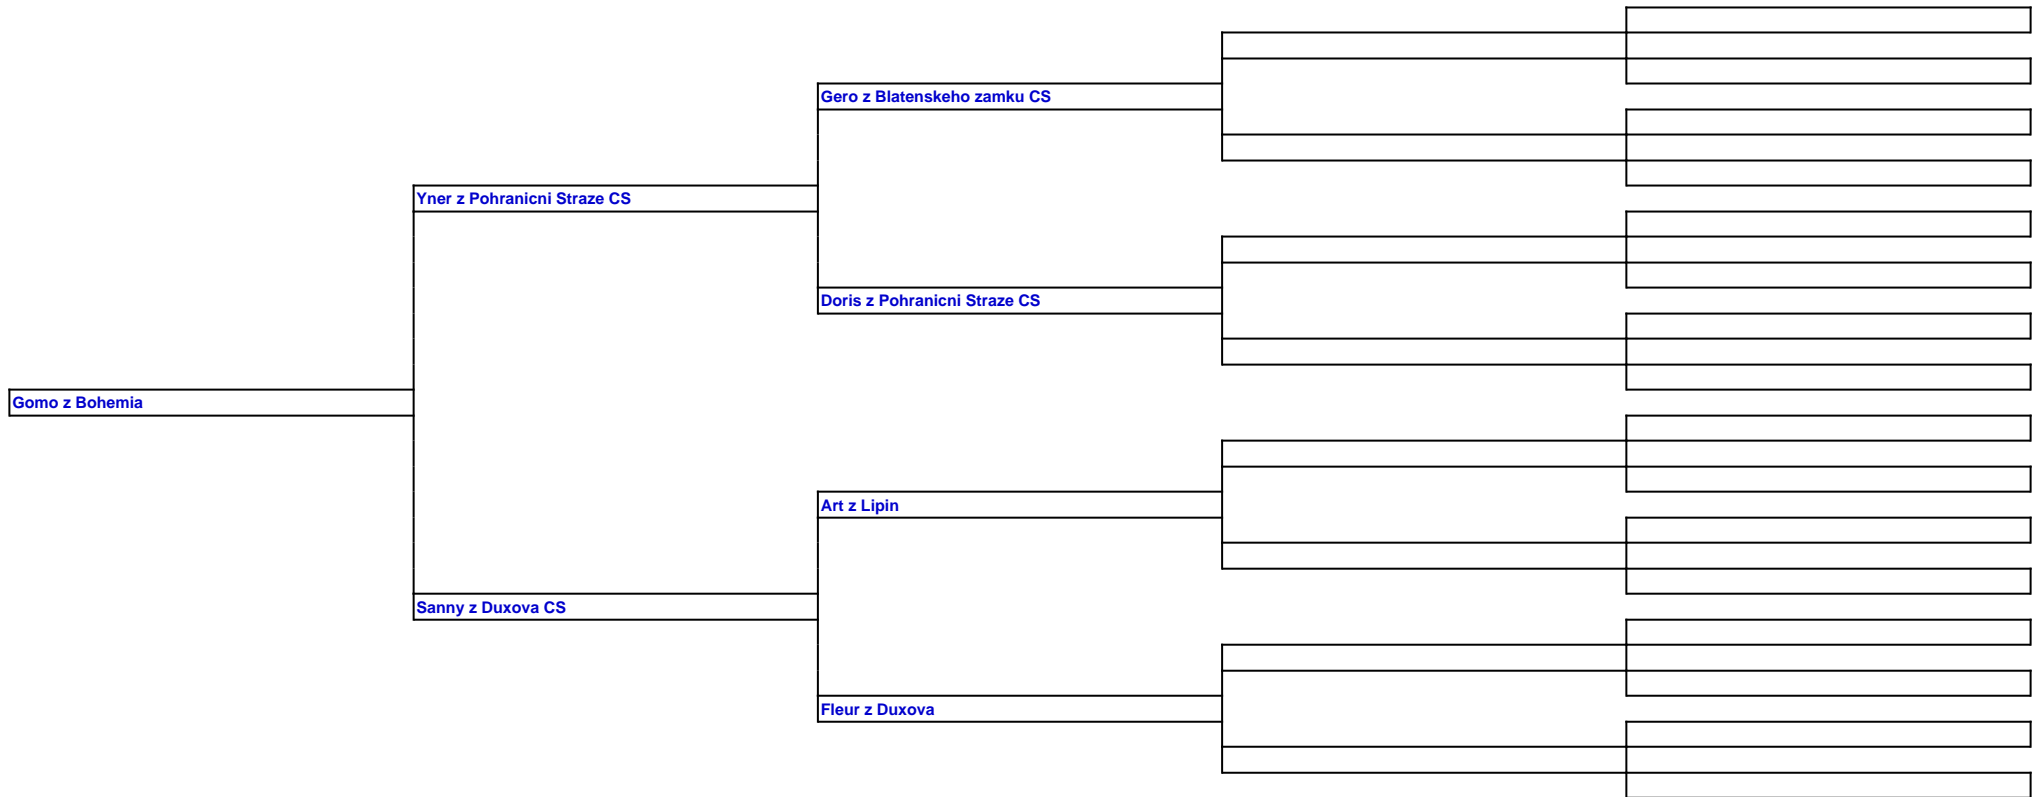 Gero z Blatenskeho zamku CS
Yner z Pohranicni Straze CS
Doris z Pohranicni Straze CS
Gomo z Bohemia
Art z Lipin
Sanny z Duxova CS
Fleur z Duxova